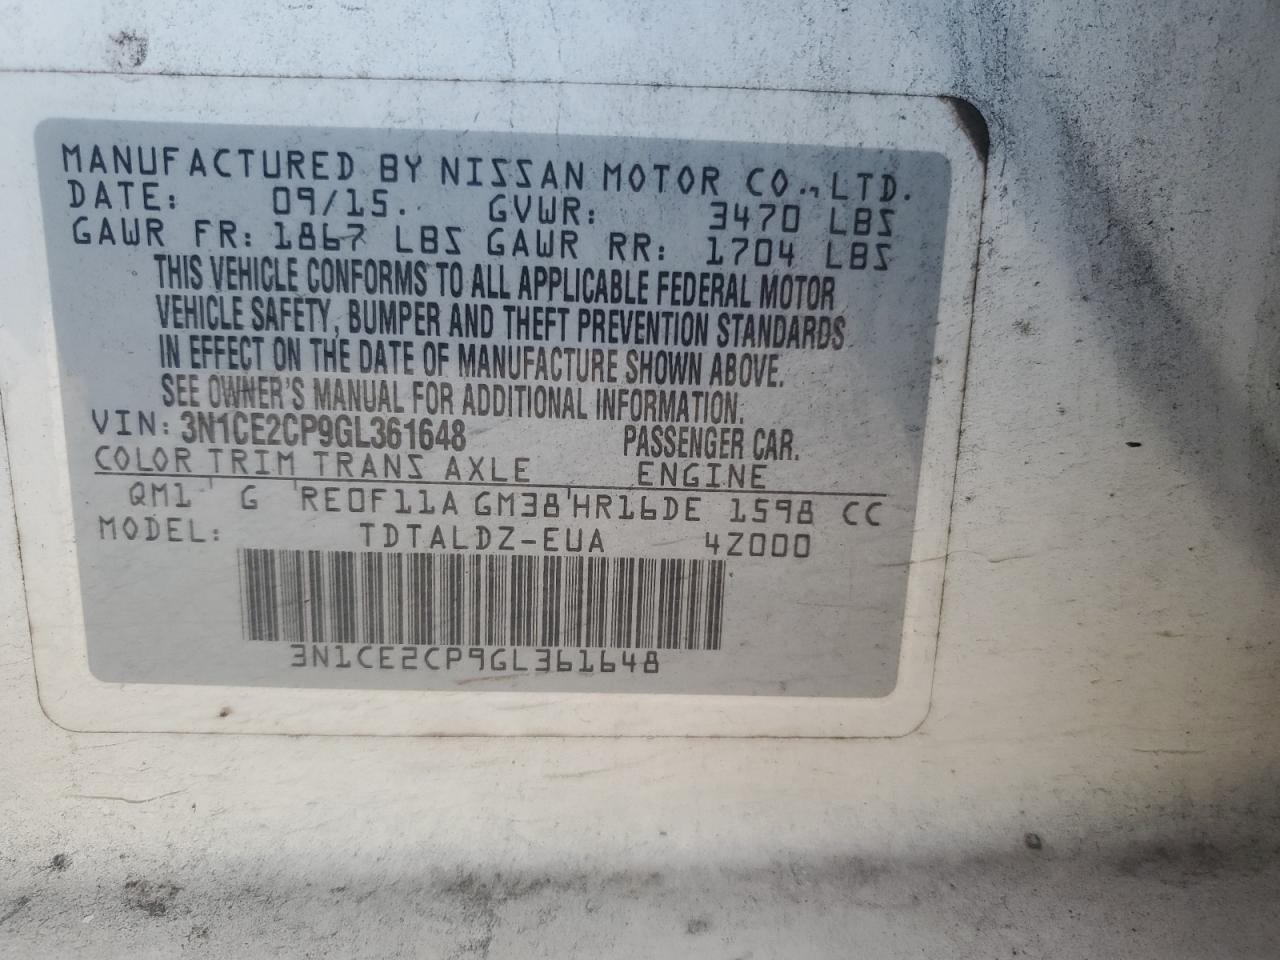 MANUFACTURED BY NISSAN MOTOR CO., LTD.
DATE: 09/15. GVWR: 3470 LBS
GAWR FR: 1867 LBS GAWR RR: 1704 LBS
THIS VEHICLE CONFORMS TO ALL APPLICABLE FEDERAL MOTOR
VEHICLE SAFETY, BUMPER AND THEFT PREVENTION STANDARDS
IN EFFECT ON THE DATE OF MANUFACTURE SHOWN ABOVE.
SEE OWNER'S MANUAL FOR ADDITIONAL INFORMATION.
VIN: 3N1CE2CP9GL361648 PASSENGER CAR.
COLOR TRIM TRANS AXLE ENGINE
QM1 ' G 'RE0F11A GM38'HR16DE 1598 CC
MODEL: TDTALDZ-EUA 4Z000
3N1CE2CP9GL361648